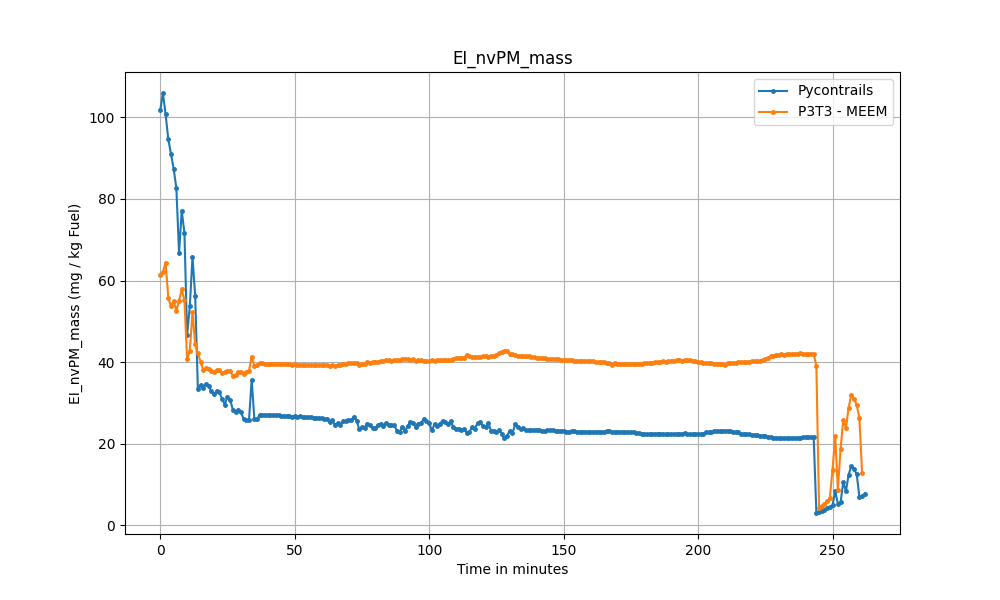 EI_nvPM_mass
Pycontrails
P3T3 - MEEM
EI_nvPM_mass (mg / kg Fuel)
100
80
60
40
20
0
0 50 100 150 200 250
Time in minutes